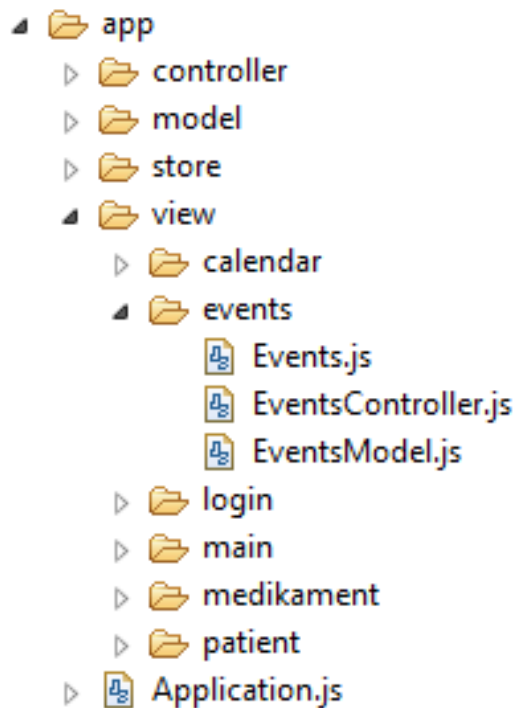 app
controller
model
store
view
calendar
events
Events.js
EventsController.js
EventsModel.js
login
main
medikament
patient
Application.js